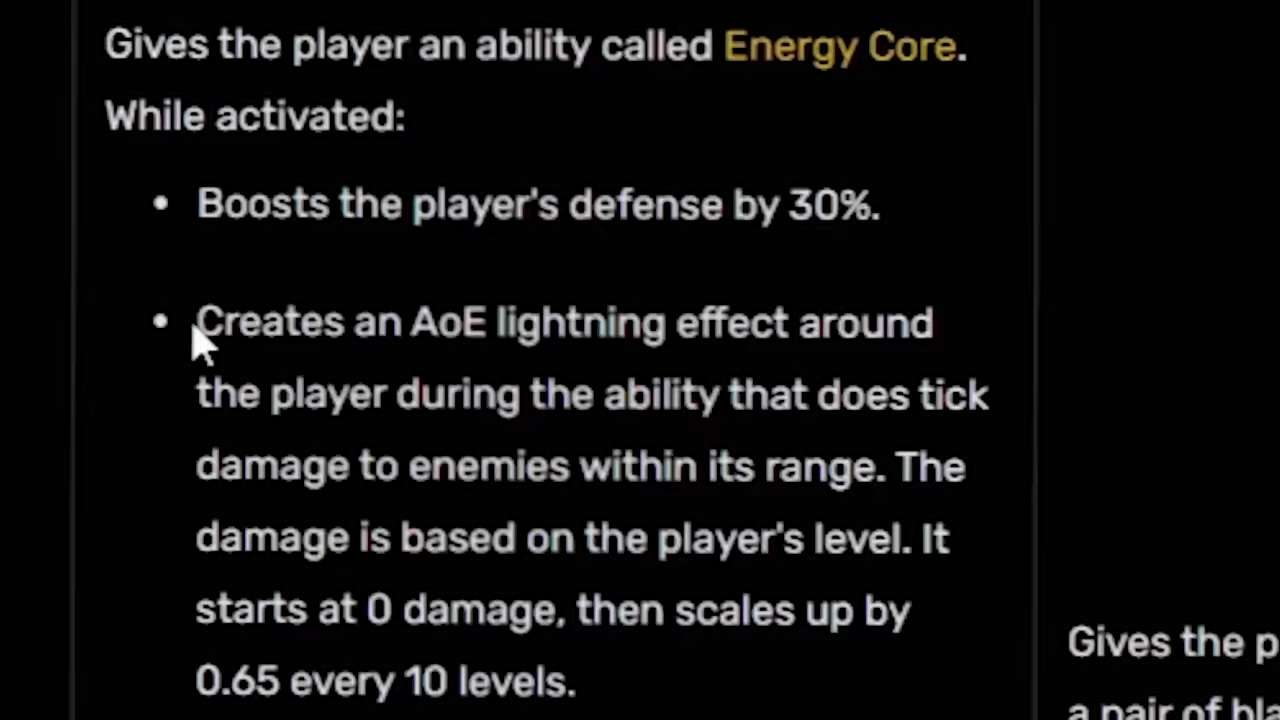 Gives the player an ability called Energy Core.
While activated:
• Boosts the player's defense by 30%.
• Creates an AoE lightning effect around
the player during the ability that does tick
damage to enemies within its range. The
damage is based on the player's level. It
starts at 0 damage, then scales up by
0.65 every 10 levels.
Gives the
a pair of